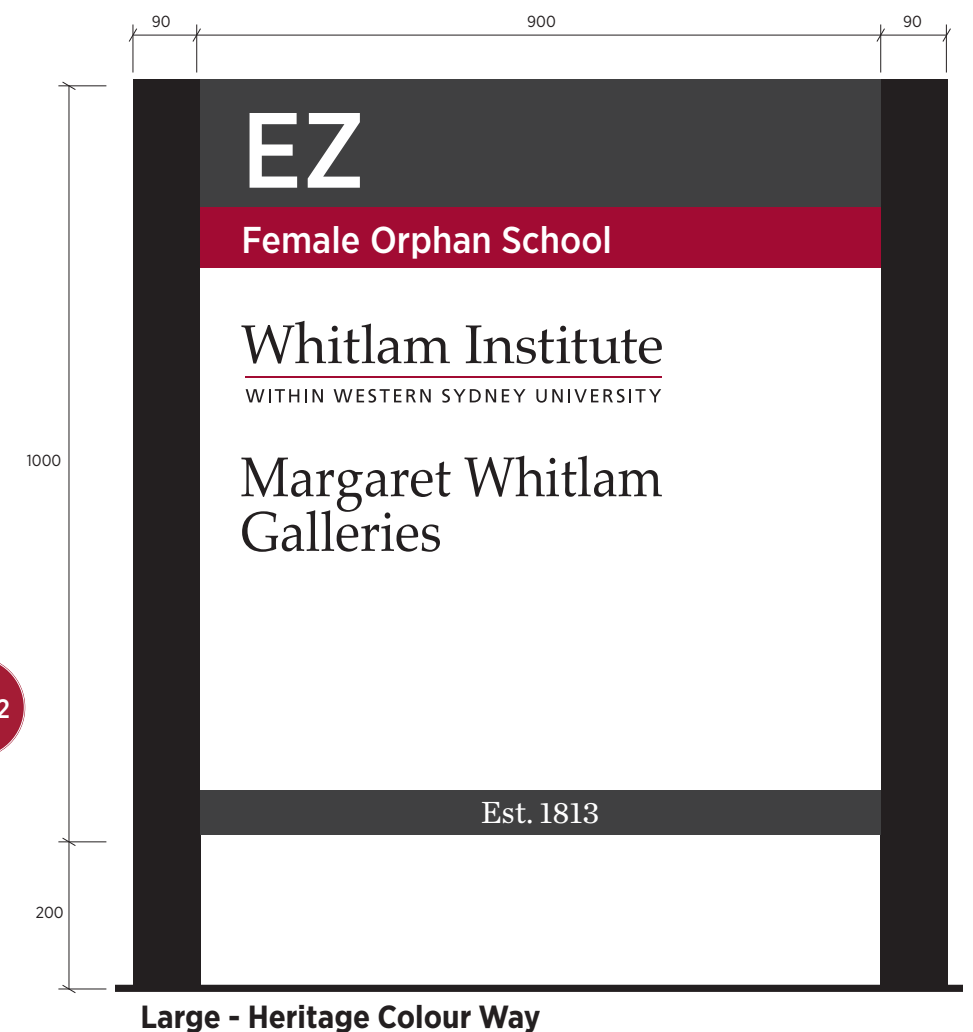 90 900 90
EZ
Female Orphan School
Whitlam Institute
WITHIN WESTERN SYDNEY UNIVERSITY
1000
Margaret Whitlam
Galleries
2
Est. 1813
200
Large - Heritage Colour Way